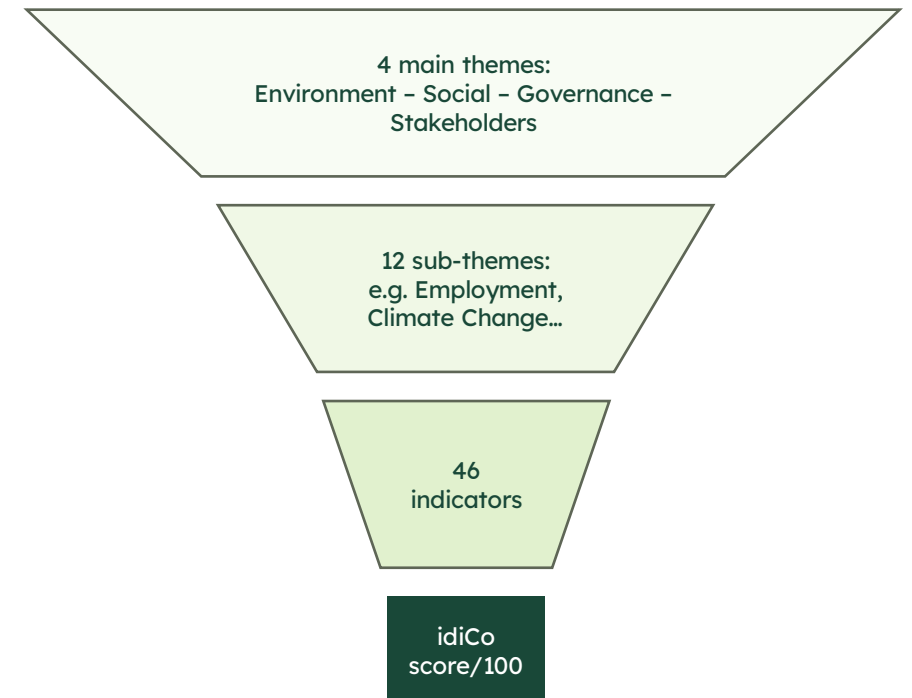 4 main themes:
Environment – Social – Governance –
Stakeholders
12 sub-themes:
e.g. Employment,
Climate Change…
46
indicators
idiCo
score/100